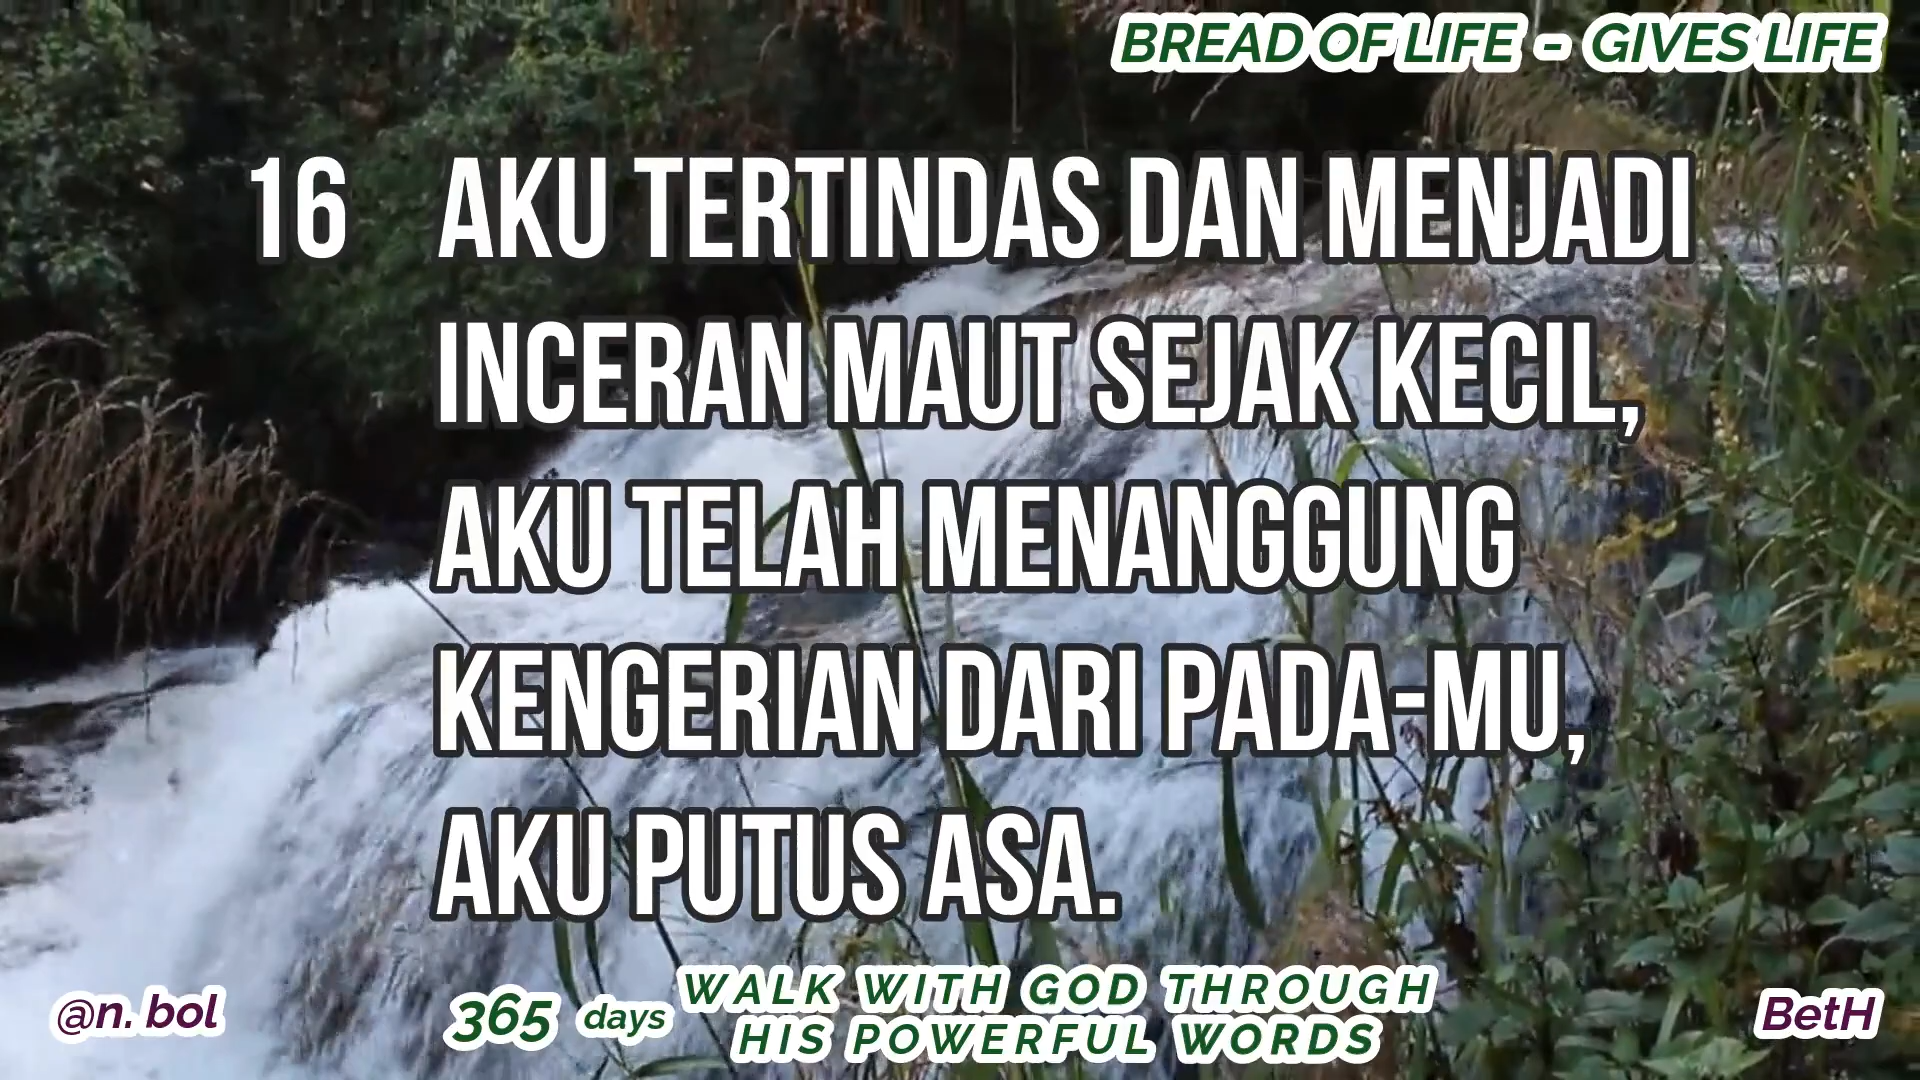 BREAD OF LIFE - GIVES LIFE
16 AKU TERTINDAS DAN MENJADI
INCERAN MAUT SEJAK KECIL,
AKU TELAH MENANGGUNG
KENGERIAN DARI PADA-MU,
AKU PUTUS ASA.
@n. bol
365 days
WALK WITH GOD THROUGH
HIS POWERFUL WORDS
BetH